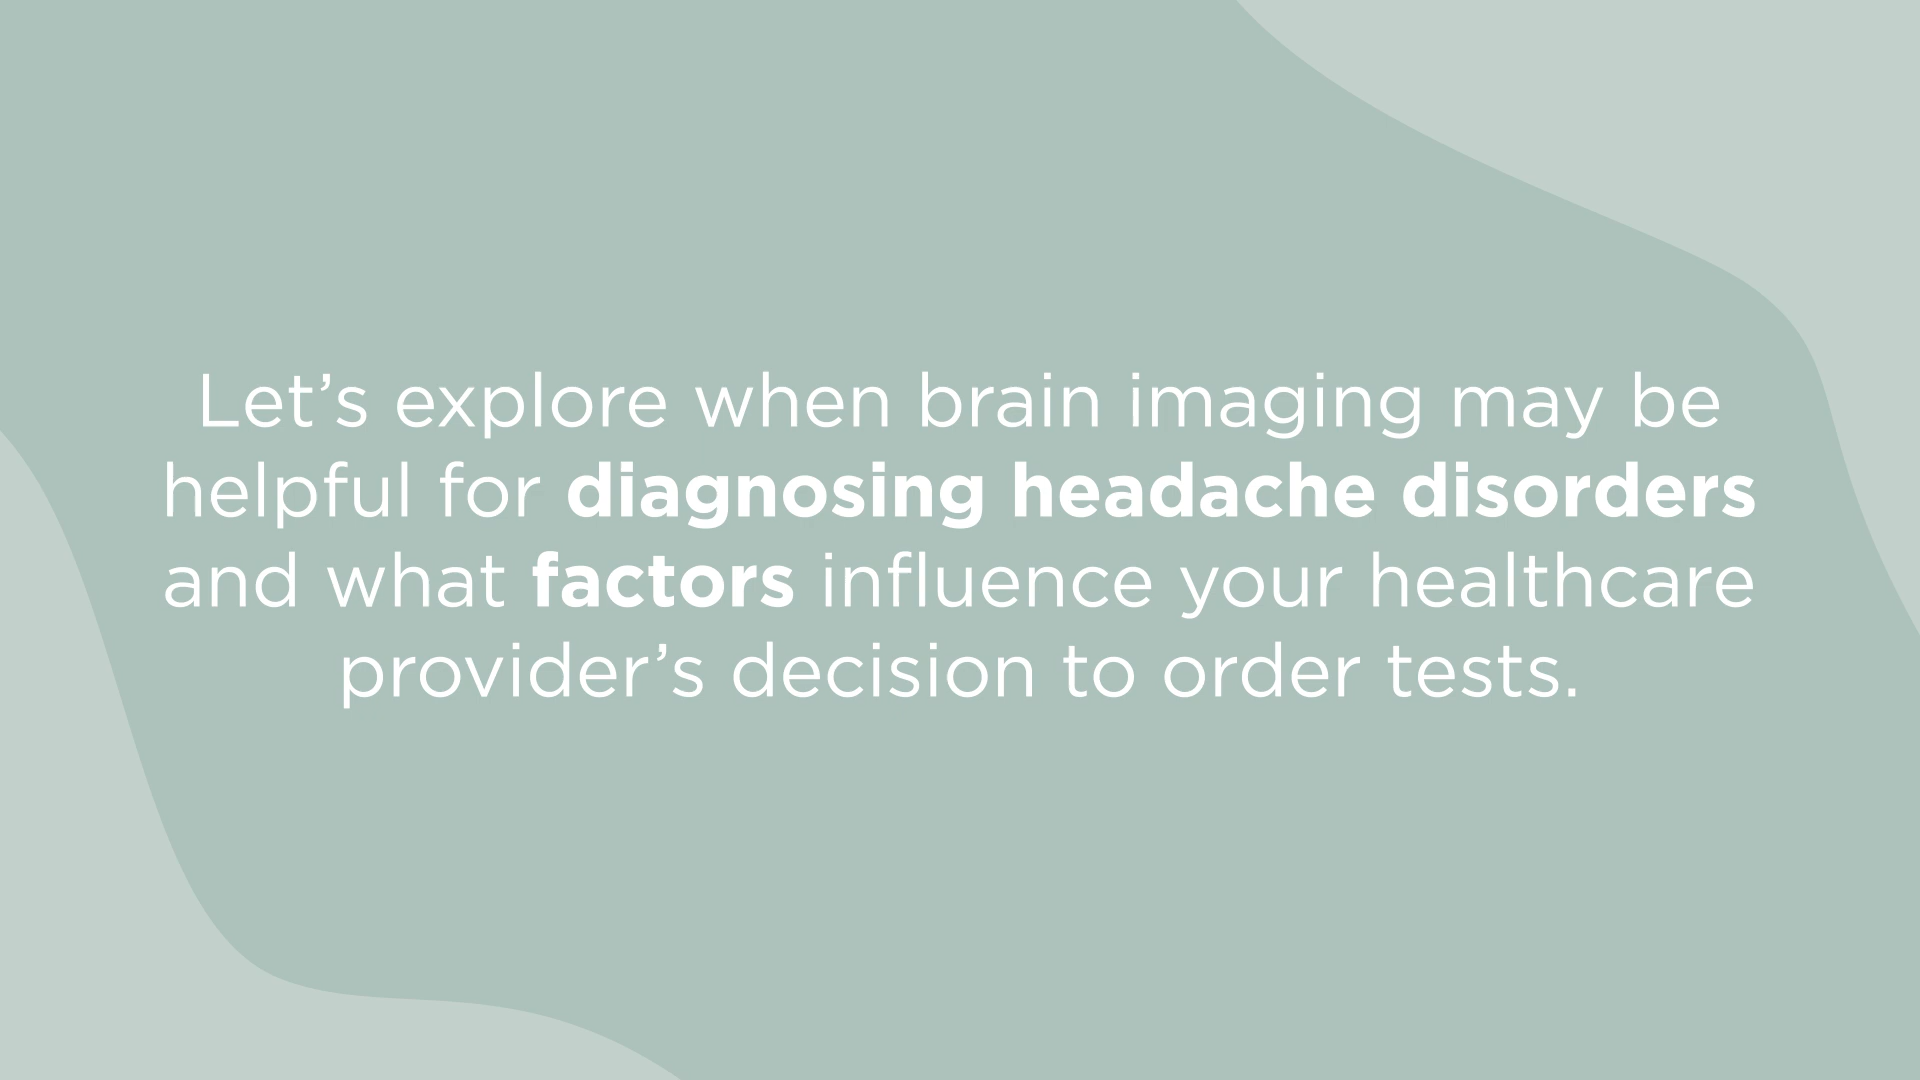 Let’s explore when brain imaging may be
helpful for diagnosing headache disorders
and what factors influence your healthcare
provider’s decision to order tests.